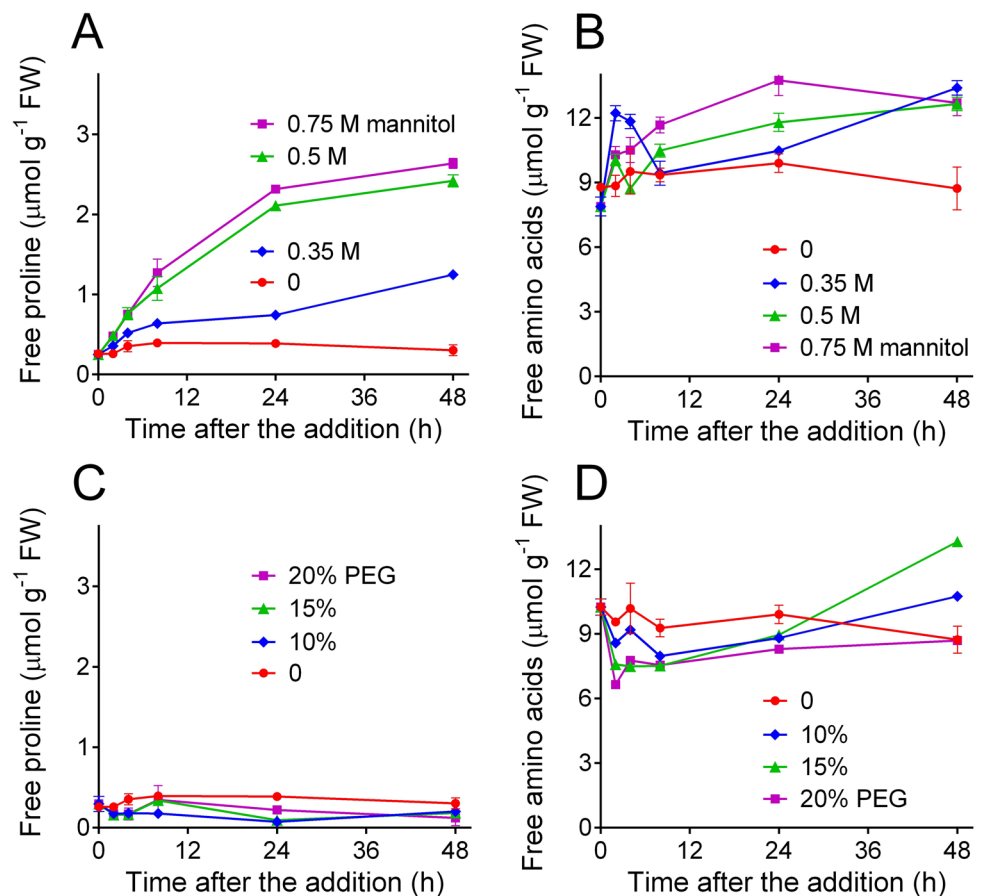 A
Free proline (μmol g⁻¹ FW)
3
2
1
0
0 12 24 36 48
Time after the addition (h)
0.75 M mannitol
0.5 M
0.35 M
0
B
Free amino acids (μmol g⁻¹ FW)
12
9
6
3
0
0 12 24 36 48
Time after the addition (h)
0
0.35 M
0.5 M
0.75 M mannitol
C
Free proline (μmol g⁻¹ FW)
3
2
1
0
0 12 24 36 48
Time after the addition (h)
20% PEG
15%
10%
0
D
Free amino acids (μmol g⁻¹ FW)
12
9
6
3
0
0 12 24 36 48
Time after the addition (h)
0
10%
15%
20% PEG